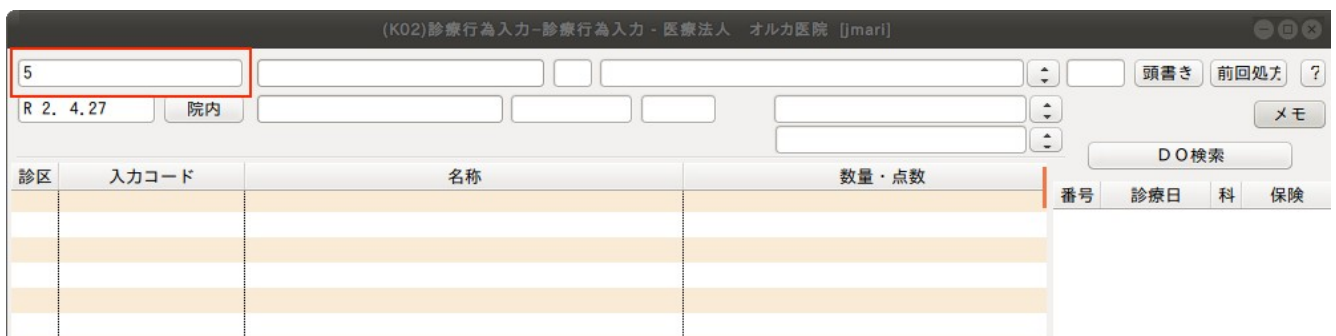 (K02)診療行為入力–診療行為入力 - 医療法人　オルカ医院 [jmari]
5 頭書き 前回処方 ?
R 2. 4.27 院内 メモ
DO検索
診区 入力コード 名称 数量・点数
番号 診療日 科 保険